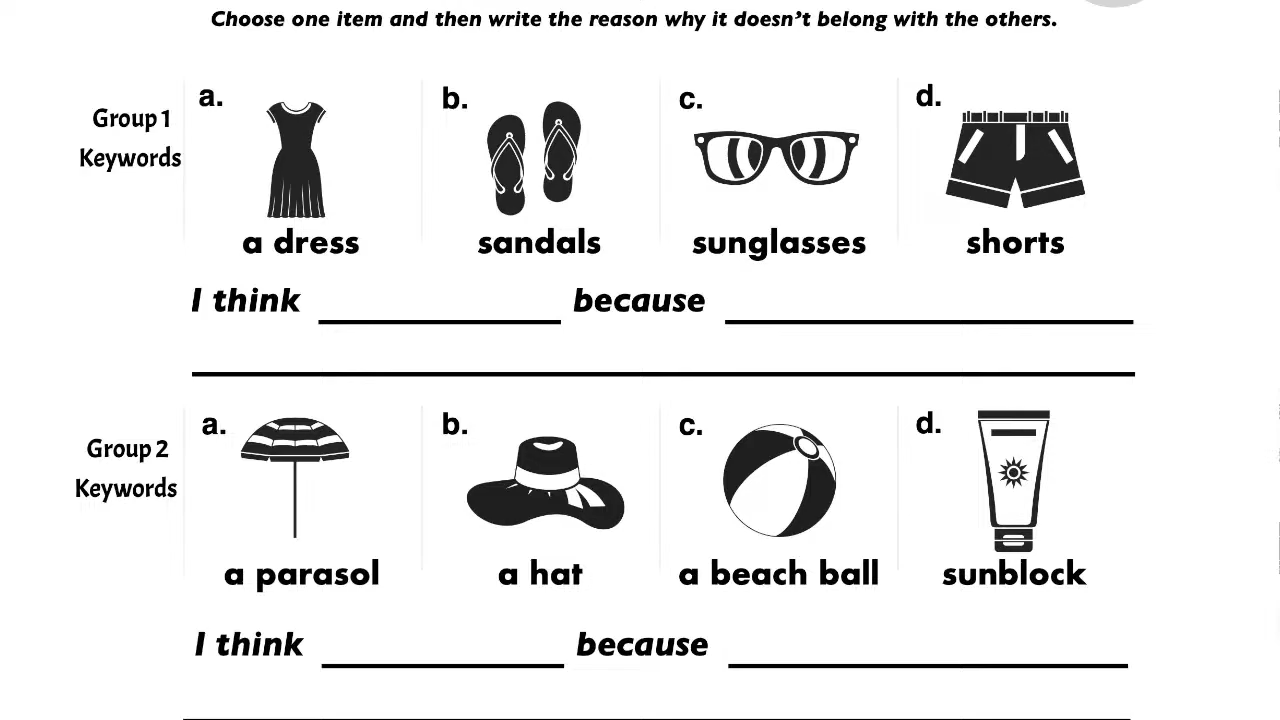 Choose one item and then write the reason why it doesn't belong with the others.
Group 1
Keywords
a. b. c. d.
a dress sandals sunglasses shorts
I think because
Group 2
Keywords
a. b. c. d.
a parasol a hat a beach ball sunblock
I think because